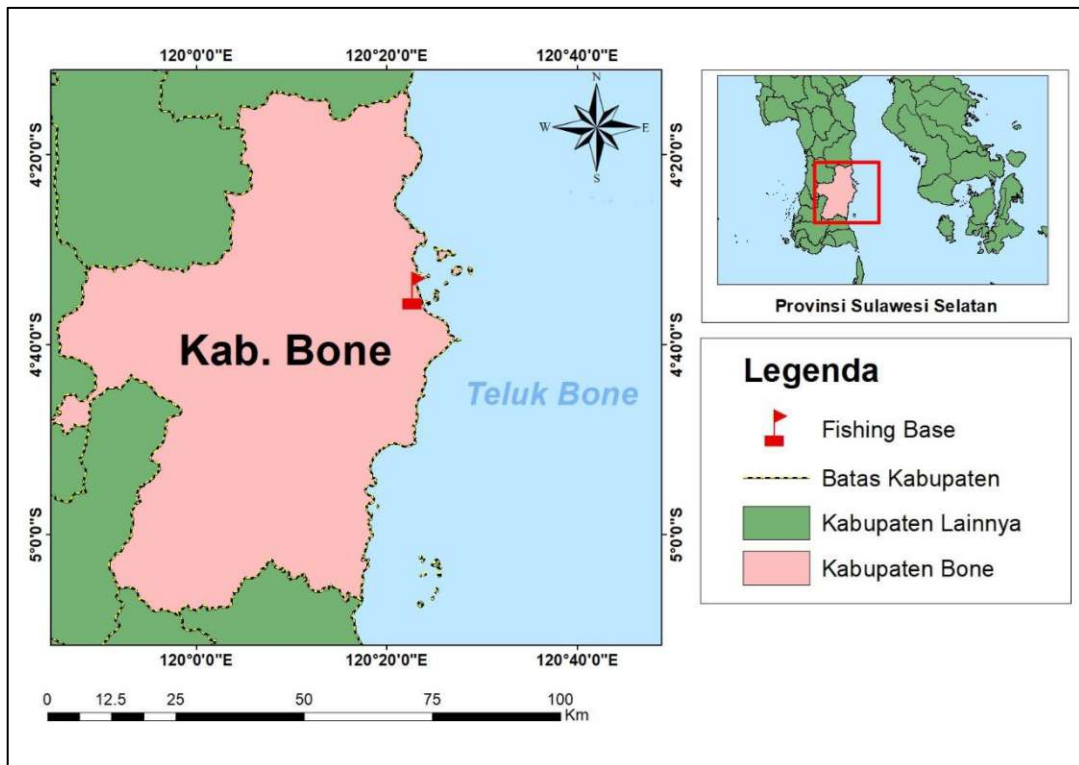 120°0'0"E 120°20'0"E 120°40'0"E
N
W E
S
4°20'0"S 4°20'0"S
4°40'0"S 4°40'0"S
5°0'0"S 5°0'0"S
Kab. Bone
Teluk Bone
120°0'0"E 120°20'0"E 120°40'0"E
0 12.5 25 50 75 100
Km
Provinsi Sulawesi Selatan
Legenda
Fishing Base
Batas Kabupaten
Kabupaten Lainnya
Kabupaten Bone